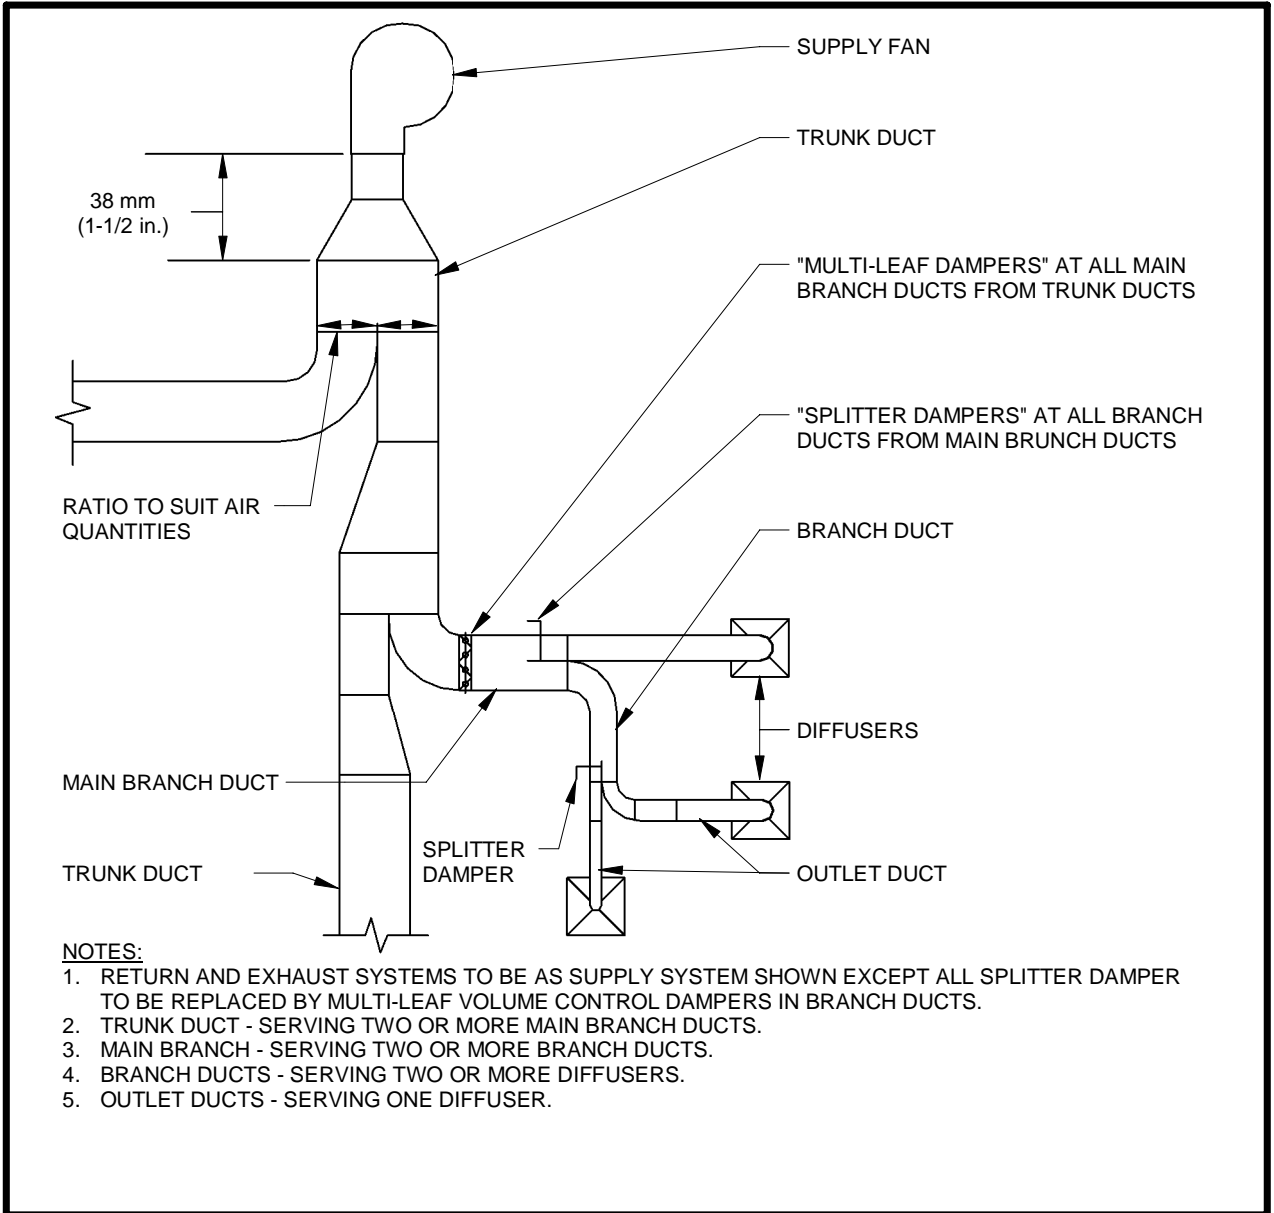 SUPPLY FAN
TRUNK DUCT
38 mm
(1-1/2 in.)
"MULTI-LEAF DAMPERS" AT ALL MAIN
BRANCH DUCTS FROM TRUNK DUCTS
"SPLITTER DAMPERS" AT ALL BRANCH
DUCTS FROM MAIN BRUNCH DUCTS
RATIO TO SUIT AIR
QUANTITIES
BRANCH DUCT
DIFFUSERS
MAIN BRANCH DUCT
SPLITTER
DAMPER
TRUNK DUCT
OUTLET DUCT
NOTES:
1. RETURN AND EXHAUST SYSTEMS TO BE AS SUPPLY SYSTEM SHOWN EXCEPT ALL SPLITTER DAMPER
TO BE REPLACED BY MULTI-LEAF VOLUME CONTROL DAMPERS IN BRANCH DUCTS.
2. TRUNK DUCT - SERVING TWO OR MORE MAIN BRANCH DUCTS.
3. MAIN BRANCH - SERVING TWO OR MORE BRANCH DUCTS.
4. BRANCH DUCTS - SERVING TWO OR MORE DIFFUSERS.
5. OUTLET DUCTS - SERVING ONE DIFFUSER.